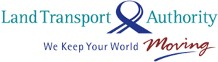 Land Transport Authority
We Keep Your World Moving